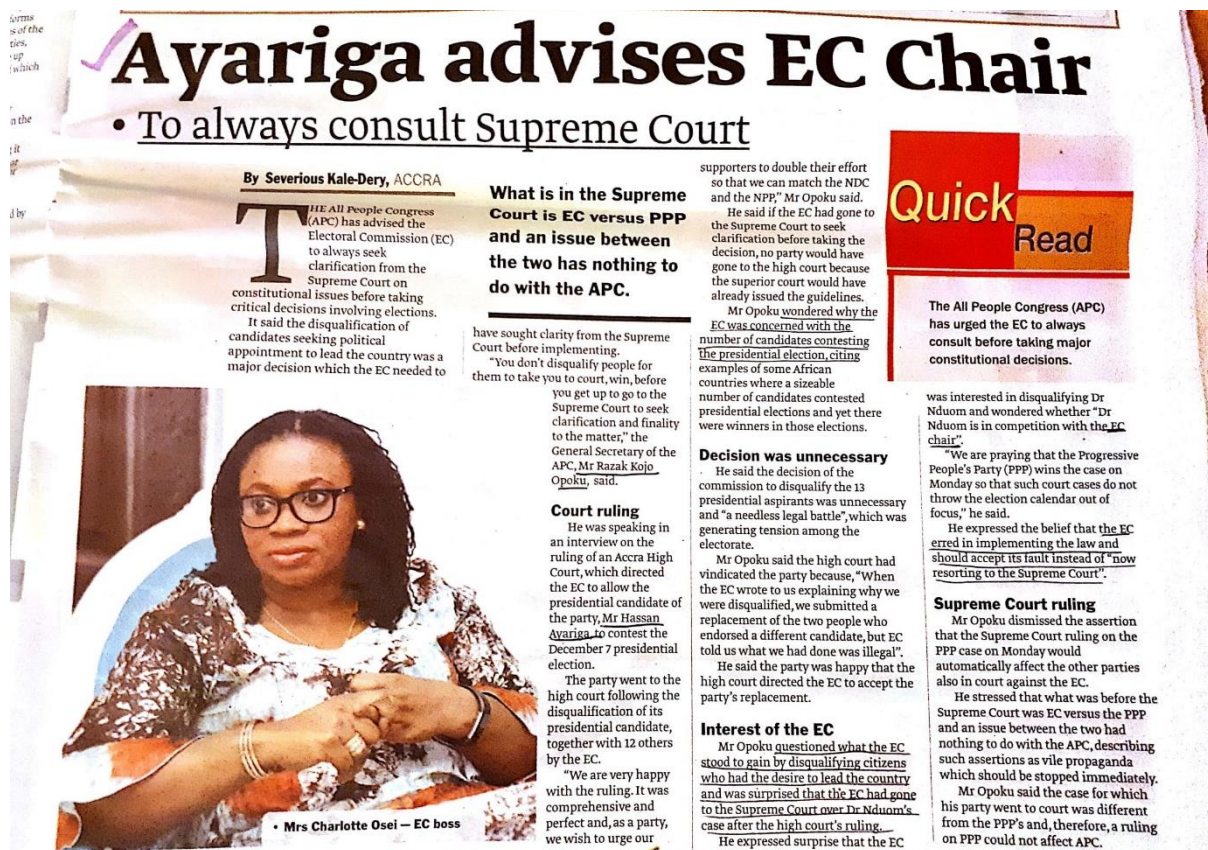 forms
s of the
ties,
up
which
n the
it
d by
Ayariga advises EC Chair
• To always consult Supreme Court
By Severious Kale-Dery, ACCRA
THE All People Congress
(APC) has advised the
Electoral Commission (EC)
to always seek
clarification from the
Supreme Court on
constitutional issues before taking
critical decisions involving elections.
It said the disqualification of
candidates seeking political
appointment to lead the country was a
major decision which the EC needed to
What is in the Supreme
Court is EC versus PPP
and an issue between
the two has nothing to
do with the APC.
have sought clarity from the Supreme
Court before implementing.
"You don't disqualify people for
them to take you to court, win, before
you get up to go to the
Supreme Court to seek
clarification and finality
to the matter," the
General Secretary of the
APC, Mr Razak Kojo
Opoku, said.
Court ruling
He was speaking in
an interview on the
ruling of an Accra High
Court, which directed
the EC to allow the
presidential candidate of
the party, Mr Hassan
Ayariga, to contest the
December 7 presidential
election.
The party went to the
high court following the
disqualification of its
presidential candidate,
together with 12 others
by the EC.
"We are very happy
with the ruling. It was
comprehensive and
perfect and, as a party,
we wish to urge our
• Mrs Charlotte Osei — EC boss
supporters to double their effort
so that we can match the NDC
and the NPP," Mr Opoku said.
He said if the EC had gone to
the Supreme Court to seek
clarification before taking the
decision, no party would have
gone to the high court because
the superior court would have
already issued the guidelines.
Mr Opoku wondered why the
EC was concerned with the
number of candidates contesting
the presidential election, citing
examples of some African
countries where a sizeable
number of candidates contested
presidential elections and yet there
were winners in those elections.
Decision was unnecessary
He said the decision of the
commission to disqualify the 13
presidential aspirants was unnecessary
and "a needless legal battle", which was
generating tension among the
electorate.
Mr Opoku said the high court had
vindicated the party because, "When
the EC wrote to us explaining why we
were disqualified, we submitted a
replacement of the two people who
endorsed a different candidate, but EC
told us what we had done was illegal".
He said the party was happy that the
high court directed the EC to accept the
party's replacement.
Interest of the EC
Mr Opoku questioned what the EC
stood to gain by disqualifying citizens
who had the desire to lead the country
and was surprised that the EC had gone
to the Supreme Court over Dr Nduom's
case after the high court's ruling.
He expressed surprise that the EC
Quick
Read
The All People Congress (APC)
has urged the EC to always
consult before taking major
constitutional decisions.
was interested in disqualifying Dr
Nduom and wondered whether "Dr
Nduom is in competition with the EC
chair".
"We are praying that the Progressive
People's Party (PPP) wins the case on
Monday so that such court cases do not
throw the election calendar out of
focus," he said.
He expressed the belief that the EC
erred in implementing the law and
should accept its fault instead of "now
resorting to the Supreme Court".
Supreme Court ruling
Mr Opoku dismissed the assertion
that the Supreme Court ruling on the
PPP case on Monday would
automatically affect the other parties
also in court against the EC.
He stressed that what was before the
Supreme Court was EC versus the PPP
and an issue between the two had
nothing to do with the APC, describing
such assertions as vile propaganda
which should be stopped immediately.
Mr Opoku said the case for which
his party went to court was different
from the PPP's and, therefore, a ruling
on PPP could not affect APC.